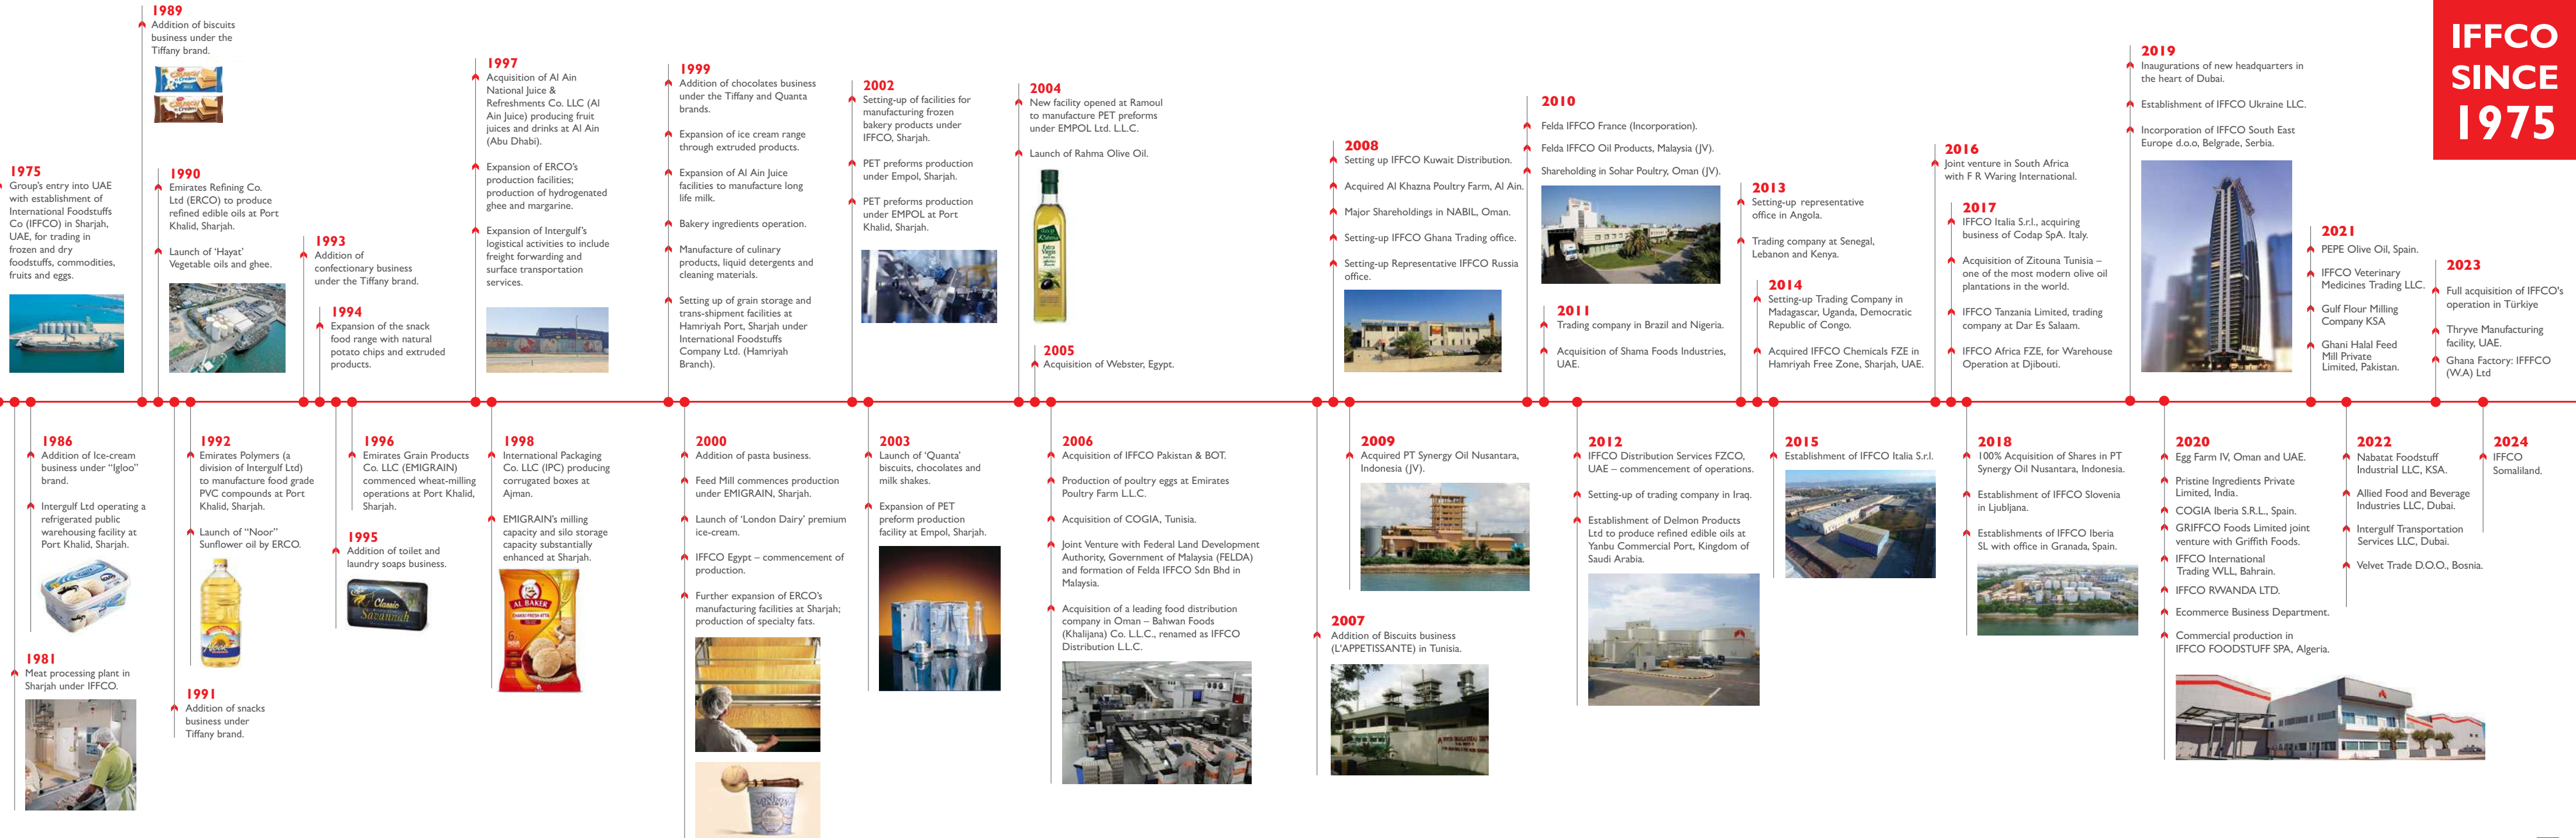 IFFCO
SINCE
1975
1975
Group's entry into UAE
with establishment of
International Foodstuffs
Co (IFFCO) in Sharjah,
UAE, for trading in
frozen and dry
foodstuffs, commodities,
fruits and eggs.
1981
Meat processing plant in
Sharjah under IFFCO.
1986
Addition of Ice-cream
business under “Igloo”
brand.
Intergulf Ltd operating a
refrigerated public
warehousing facility at
Port Khalid, Sharjah.
1989
Addition of biscuits
business under the
Tiffany brand.
1990
Emirates Refining Co.
Ltd (ERCO) to produce
refined edible oils at Port
Khalid, Sharjah.
Launch of ‘Hayat’
Vegetable oils and ghee.
1991
Addition of snacks
business under
Tiffany brand.
1992
Emirates Polymers (a
division of Intergulf Ltd)
to manufacture food grade
PVC compounds at Port
Khalid, Sharjah.
Launch of “Noor”
Sunflower oil by ERCO.
1993
Addition of
confectionary business
under the Tiffany brand.
1994
Expansion of the snack
food range with natural
potato chips and extruded
products.
1995
Addition of toilet and
laundry soaps business.
Classic
Savannah
1996
Emirates Grain Products
Co. LLC (EMIGRAIN)
commenced wheat-milling
operations at Port Khalid,
Sharjah.
1997
Acquisition of Al Ain
National Juice &
Refreshments Co. LLC (Al
Ain Juice) producing fruit
juices and drinks at Al Ain
(Abu Dhabi).
Expansion of ERCO's
production facilities;
production of hydrogenated
ghee and margarine.
Expansion of Intergulf's
logistical activities to include
freight forwarding and
surface transportation
services.
1998
International Packaging
Co. LLC (IPC) producing
corrugated boxes at
Ajman.
EMIGRAIN's milling
capacity and silo storage
capacity substantially
enhanced at Sharjah.
AL BAKER
1999
Addition of chocolates business
under the Tiffany and Quanta
brands.
Expansion of ice cream range
through extruded products.
Expansion of Al Ain Juice
facilities to manufacture long
life milk.
Bakery ingredients operation.
Manufacture of culinary
products, liquid detergents and
cleaning materials.
Setting up of grain storage and
trans-shipment facilities at
Hamriyah Port, Sharjah under
International Foodstuffs
Company Ltd. (Hamriyah
Branch).
2000
Addition of pasta business.
Feed Mill commences production
under EMIGRAIN, Sharjah.
Launch of ‘London Dairy’ premium
ice-cream.
IFFCO Egypt – commencement of
production.
Further expansion of ERCO's
manufacturing facilities at Sharjah;
production of specialty fats.
2002
Setting-up of facilities for
manufacturing frozen
bakery products under
IFFCO, Sharjah.
PET preforms production
under Empol, Sharjah.
PET preforms production
under EMPOL at Port
Khalid, Sharjah.
2003
Launch of ‘Quanta’
biscuits, chocolates and
milk shakes.
Expansion of PET
preform production
facility at Empol, Sharjah.
2004
New facility opened at Ramoul
to manufacture PET preforms
under EMPOL Ltd. L.L.C.
Launch of Rahma Olive Oil.
2005
Acquisition of Webster, Egypt.
2006
Acquisition of IFFCO Pakistan & BOT.
Production of poultry eggs at Emirates
Poultry Farm L.L.C.
Acquisition of COGIA, Tunisia.
Joint Venture with Federal Land Development
Authority, Government of Malaysia (FELDA)
and formation of Felda IFFCO Sdn Bhd in
Malaysia.
Acquisition of a leading food distribution
company in Oman – Bahwan Foods
(Khalijana) Co. L.L.C., renamed as IFFCO
Distribution L.L.C.
2007
Addition of Biscuits business
(L'APPETISSANTE) in Tunisia.
2008
Setting up IFFCO Kuwait Distribution.
Acquired Al Khazna Poultry Farm, Al Ain.
Major Shareholdings in NABIL, Oman.
Setting-up IFFCO Ghana Trading office.
Setting-up Representative IFFCO Russia
office.
2009
Acquired PT Synergy Oil Nusantara,
Indonesia (JV).
2010
Felda IFFCO France (Incorporation).
Felda IFFCO Oil Products, Malaysia (JV).
Shareholding in Sohar Poultry, Oman (JV).
2011
Trading company in Brazil and Nigeria.
Acquisition of Shama Foods Industries,
UAE.
2012
IFFCO Distribution Services FZCO,
UAE – commencement of operations.
Setting-up of trading company in Iraq.
Establishment of Delmon Products
Ltd to produce refined edible oils at
Yanbu Commercial Port, Kingdom of
Saudi Arabia.
2013
Setting-up representative
office in Angola.
Trading company at Senegal,
Lebanon and Kenya.
2014
Setting-up Trading Company in
Madagascar, Uganda, Democratic
Republic of Congo.
Acquired IFFCO Chemicals FZE in
Hamriyah Free Zone, Sharjah, UAE.
2015
Establishment of IFFCO Italia S.r.l.
2016
Joint venture in South Africa
with F R Waring International.
2017
IFFCO Italia S.r.l., acquiring
business of Codap SpA. Italy.
Acquisition of Zitouna Tunisia –
one of the most modern olive oil
plantations in the world.
IFFCO Tanzania Limited, trading
company at Dar Es Salaam.
IFFCO Africa FZE, for Warehouse
Operation at Djibouti.
2018
100% Acquisition of Shares in PT
Synergy Oil Nusantara, Indonesia.
Establishment of IFFCO Slovenia
in Ljubljana.
Establishments of IFFCO Iberia
SL with office in Granada, Spain.
2019
Inaugurations of new headquarters in
the heart of Dubai.
Establishment of IFFCO Ukraine LLC.
Incorporation of IFFCO South East
Europe d.o.o, Belgrade, Serbia.
2020
Egg Farm IV, Oman and UAE.
Pristine Ingredients Private
Limited, India.
COGIA Iberia S.R.L., Spain.
GRIFFCO Foods Limited joint
venture with Griffith Foods.
IFFCO International
Trading WLL, Bahrain.
IFFCO RWANDA LTD.
Ecommerce Business Department.
Commercial production in
IFFCO FOODSTUFF SPA, Algeria.
2021
PEPE Olive Oil, Spain.
IFFCO Veterinary
Medicines Trading LLC.
Gulf Flour Milling
Company KSA
Ghani Halal Feed
Mill Private
Limited, Pakistan.
2022
Nabatat Foodstuff
Industrial LLC, KSA.
Allied Food and Beverage
Industries LLC, Dubai.
Intergulf Transportation
Services LLC, Dubai.
Velvet Trade D.O.O., Bosnia.
2023
Full acquisition of IFFCO's
operation in Türkiye
Thryve Manufacturing
facility, UAE.
Ghana Factory: IFFFCO
(W.A) Ltd
2024
IFFCO
Somaliland.